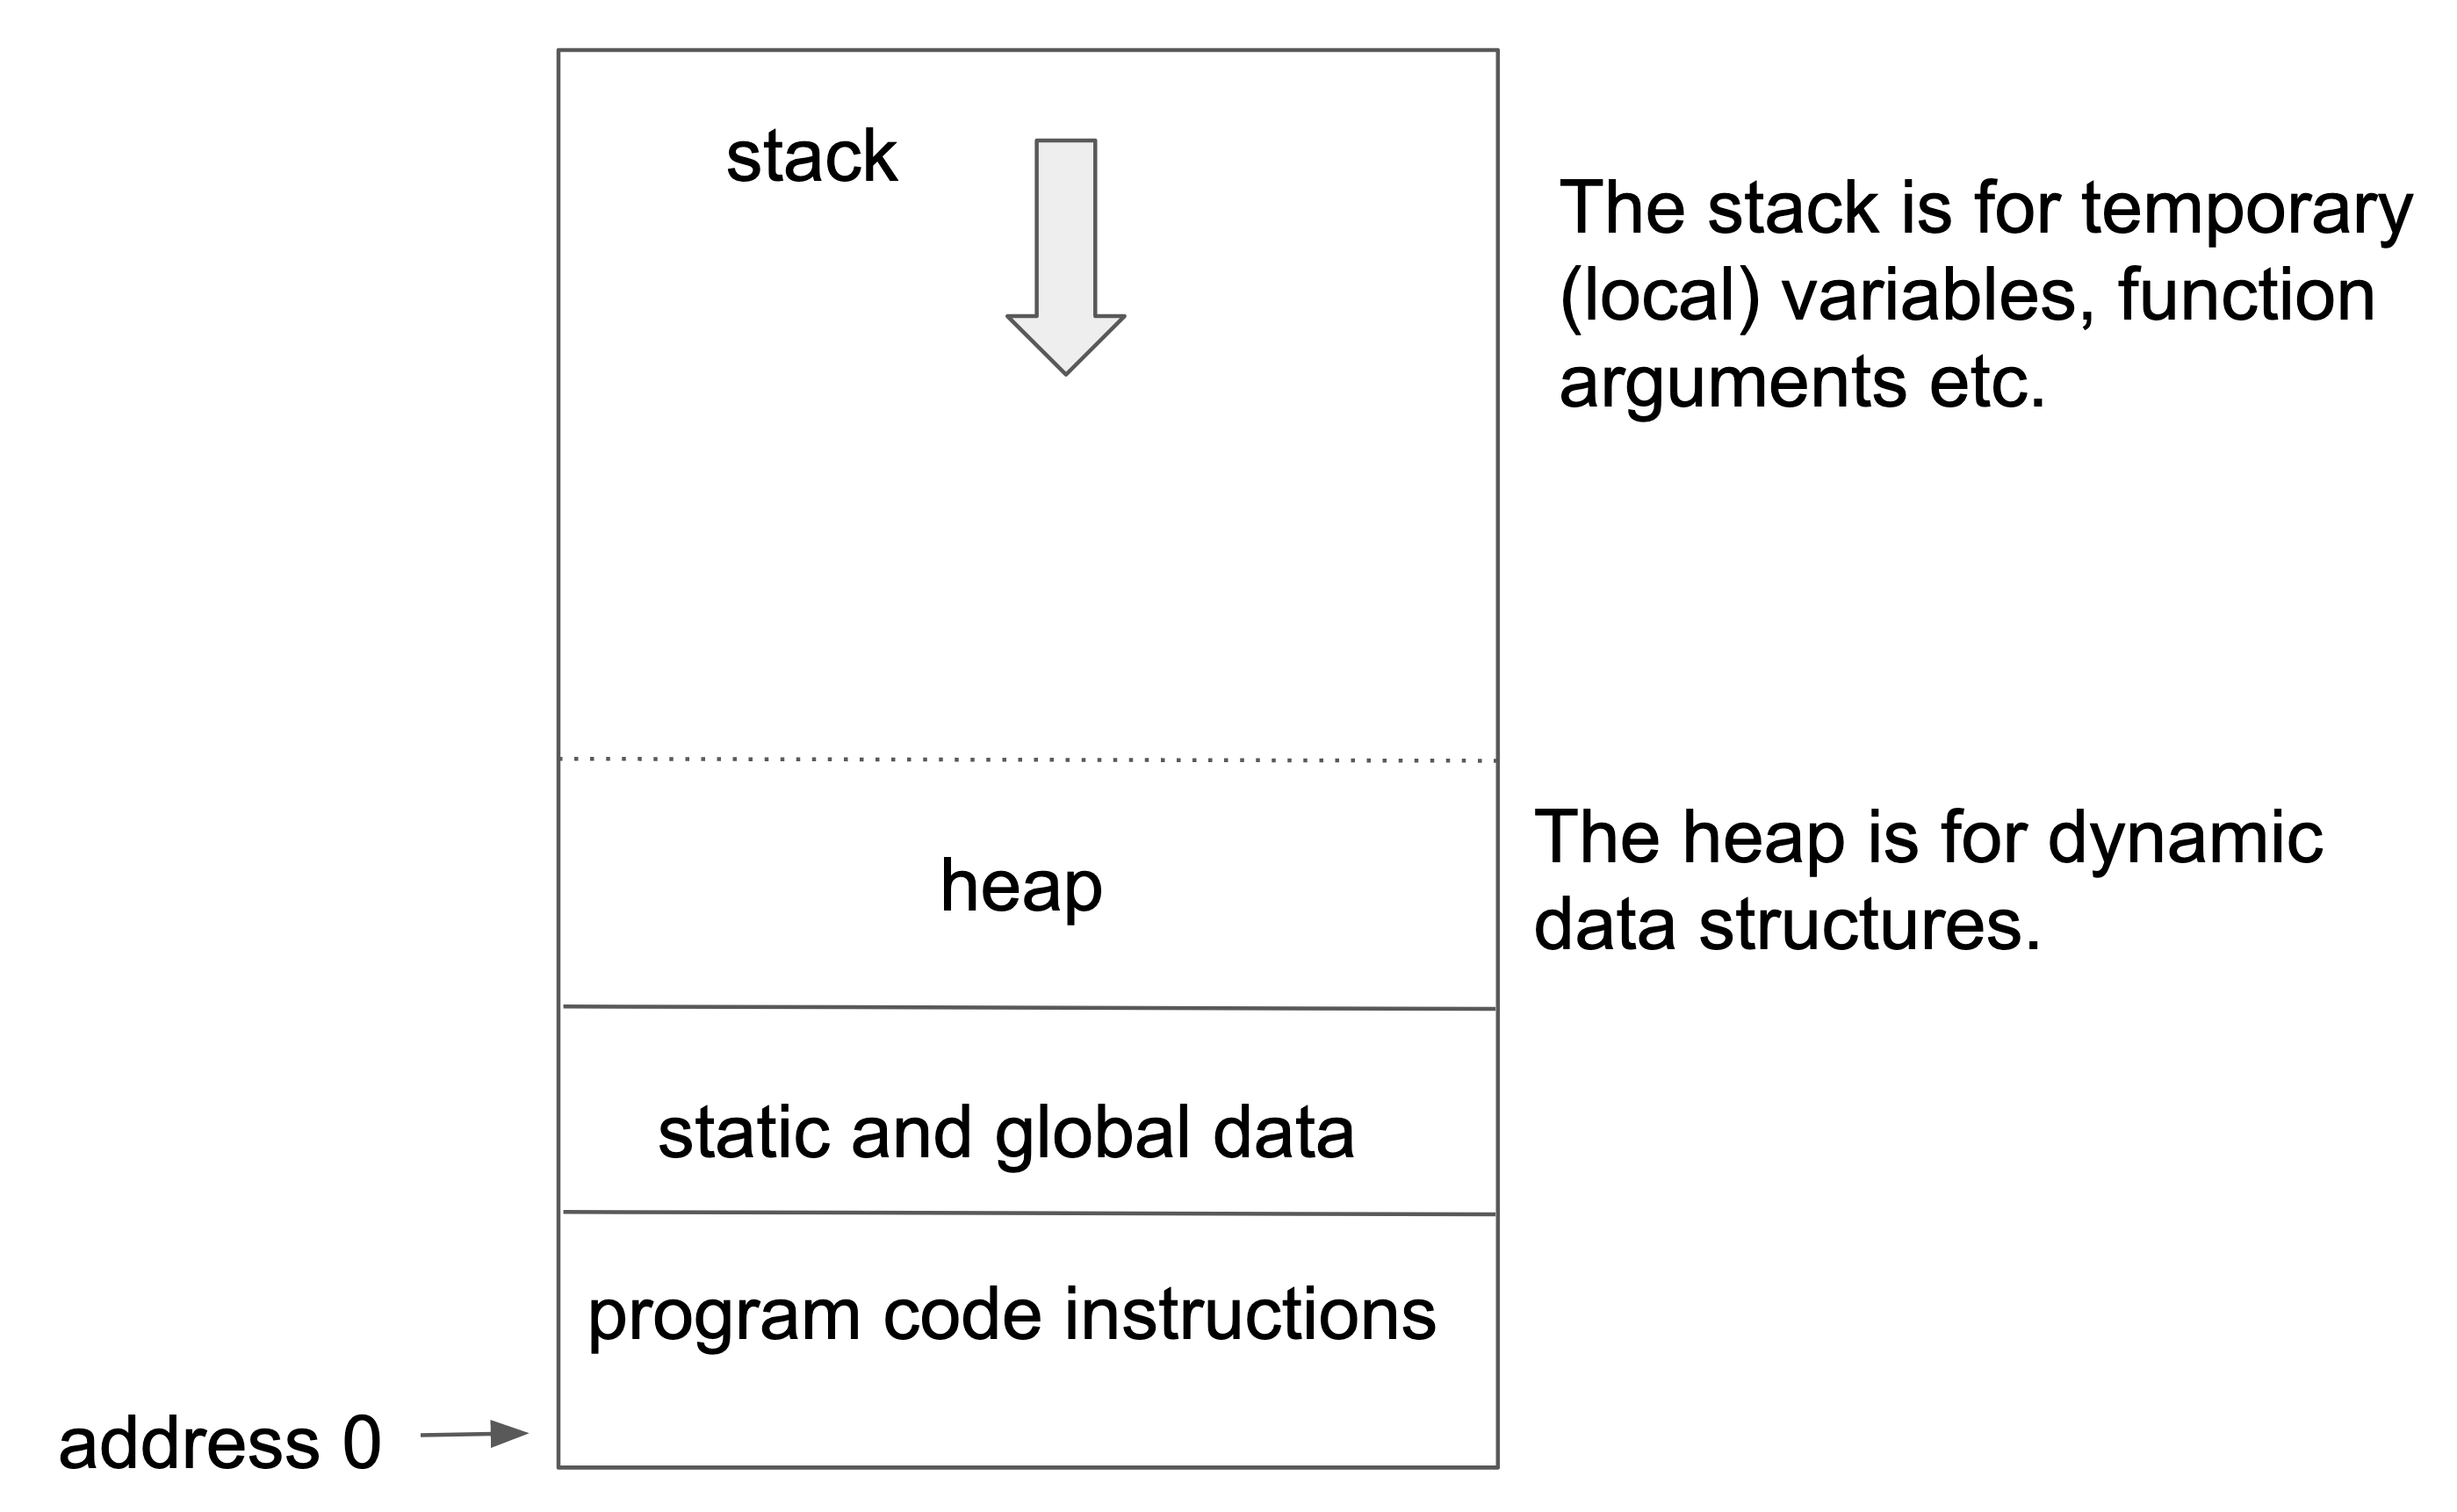 stack
The stack is for temporary
(local) variables, function
arguments etc.
heap
The heap is for dynamic
data structures.
static and global data
program code instructions
address 0